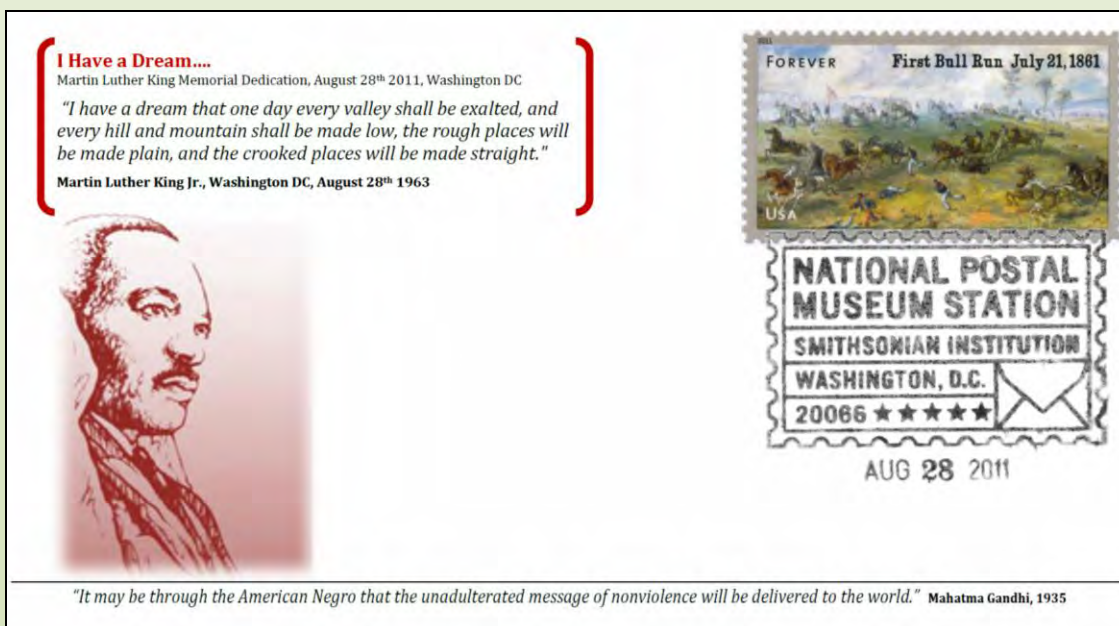 I Have a Dream....
Martin Luther King Memorial Dedication, August 28th 2011, Washington DC
"I have a dream that one day every valley shall be exalted, and
every hill and mountain shall be made low, the rough places will
be made plain, and the crooked places will be made straight."
Martin Luther King Jr., Washington DC, August 28th 1963
2011
FOREVER
First Bull Run July 21, 1861
USA
NATIONAL POSTAL
MUSEUM STATION
SMITHSONIAN INSTITUTION
WASHINGTON, D.C.
20066 ★★★★★
AUG 28 2011
"It may be through the American Negro that the unadulterated message of nonviolence will be delivered to the world." Mahatma Gandhi, 1935